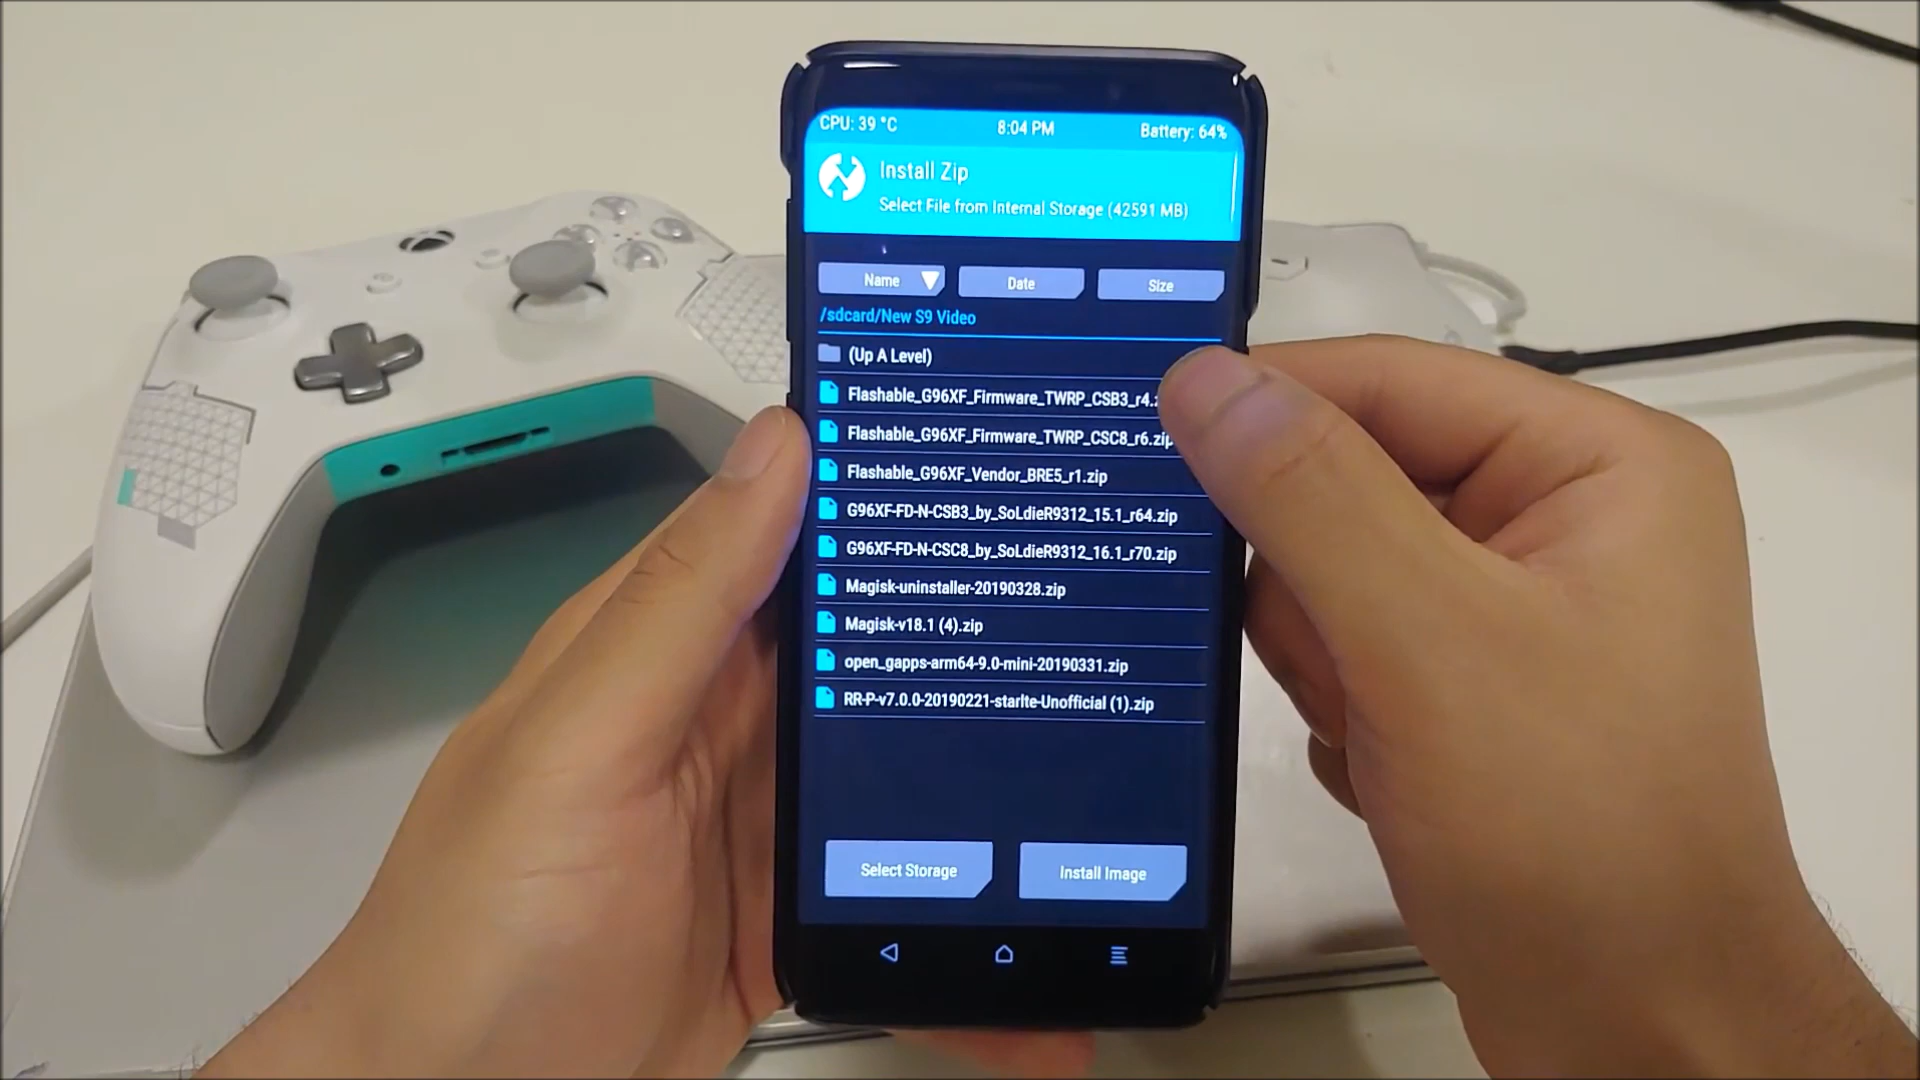 CPU: 39 °C 8:04 PM Battery: 64%
Install Zip
Select File from Internal Storage (42591 MB)
Name Date Size
/sdcard/New S9 Video
(Up A Level)
Flashable_G96XF_Firmware_TWRP_CSB3_r4.z
Flashable_G96XF_Firmware_TWRP_CSC8_r6.zip
Flashable_G96XF_Vendor_BRE5_r1.zip
G96XF-FD-N-CSB3_by_SoLdieR9312_15.1_r64.zip
G96XF-FD-N-CSC8_by_SoLdieR9312_16.1_r70.zip
Magisk-uninstaller-20190328.zip
Magisk-v18.1 (4).zip
open_gapps-arm64-9.0-mini-20190331.zip
RR-P-v7.0.0-20190221-starlte-Unofficial (1).zip
Select Storage Install Image